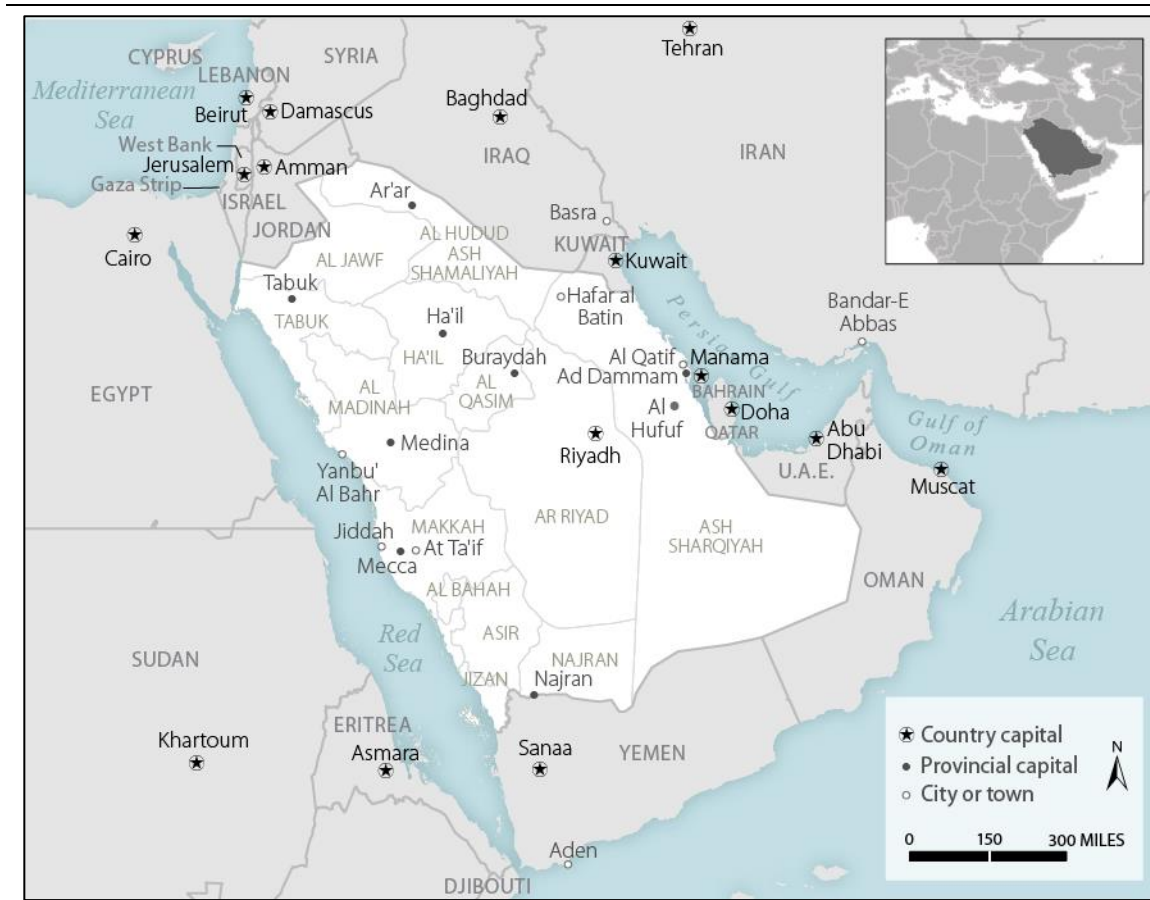 Tehran
CYPRUS
SYRIA
LEBANON
Mediterranean
Sea
Beirut
Damascus
Baghdad
West Bank
Jerusalem
Amman
IRAQ
IRAN
Gaza Strip
ISRAEL
Ar'ar
Basra
JORDAN
AL HUDUD
ASH
SHAMALIYAH
KUWAIT
Cairo
AL JAWF
Kuwait
Tabuk
TABUK
Hafar al
Batin
Persian Gulf
Bandar-E
Abbas
Ha'il
HA'IL
Buraydah
Al Qatif
Manama
Ad Dammam
BAHRAIN
EGYPT
AL
MADINAH
AL
QASIM
Al
Hufuf
Doha
QATAR
Abu
Dhabi
Gulf of
Oman
Medina
Riyadh
U.A.E.
Muscat
Yanbu'
Al Bahr
Jiddah
MAKKAH
At Ta'if
Mecca
AR RIYAD
ASH
SHARQIYAH
AL BAHAH
OMAN
Arabian
Sea
Red
Sea
ASIR
SUDAN
JIZAN
NAJRAN
Najran
ERITREA
Khartoum
Asmara
Sanaa
YEMEN
Aden
DJIBOUTI
Country capital
Provincial capital
City or town
N
0 150 300 MILES